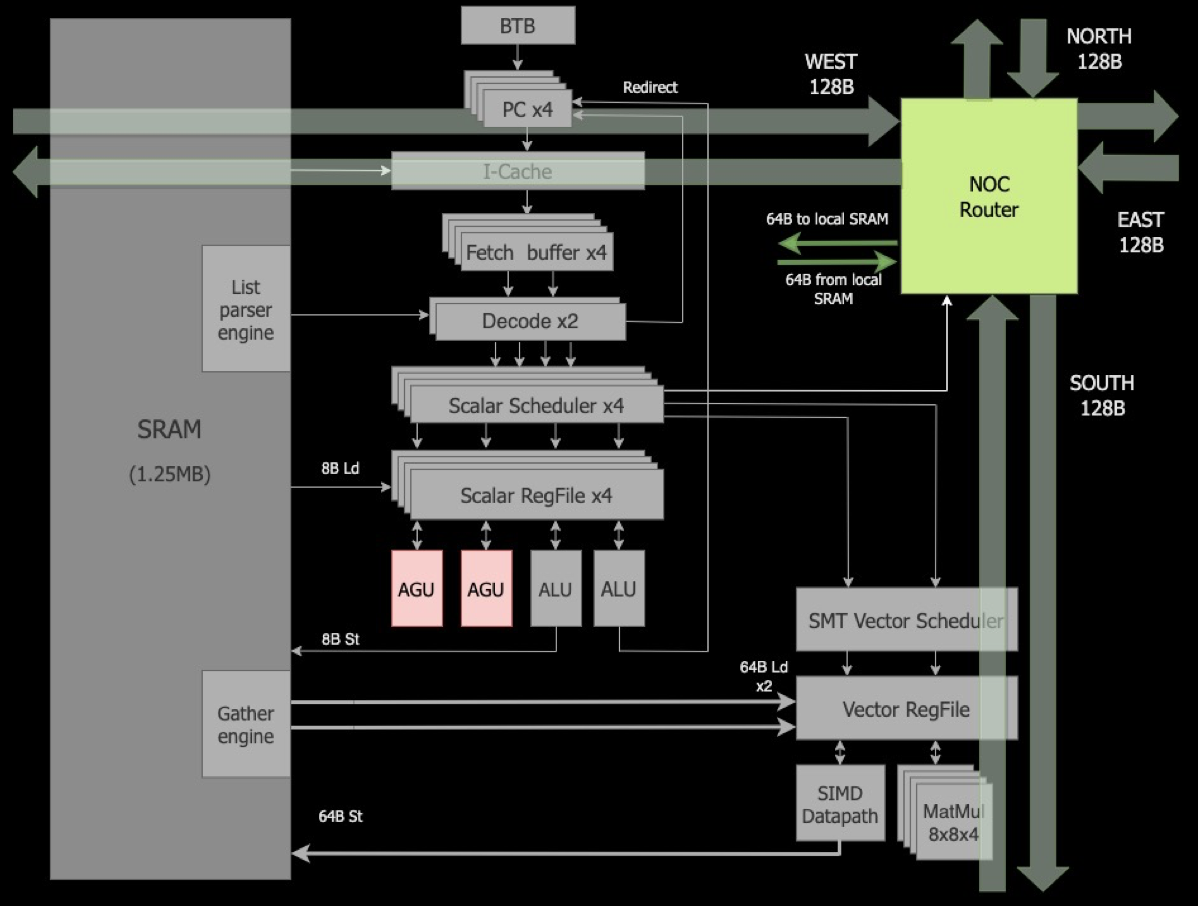 BTB
NORTH
128B
WEST
128B
Redirect
PC x4
I-Cache
NOC
Router
64B to local SRAM
EAST
128B
Fetch buffer x4
64B from local
SRAM
List
parser
engine
Decode x2
SOUTH
128B
Scalar Scheduler x4
SRAM
(1.25MB)
8B Ld
Scalar RegFile x4
AGU
AGU
ALU
ALU
SMT Vector Scheduler
8B St
64B Ld
x2
Gather
engine
Vector RegFile
SIMD
Datapath
MatMul
8x8x4
64B St